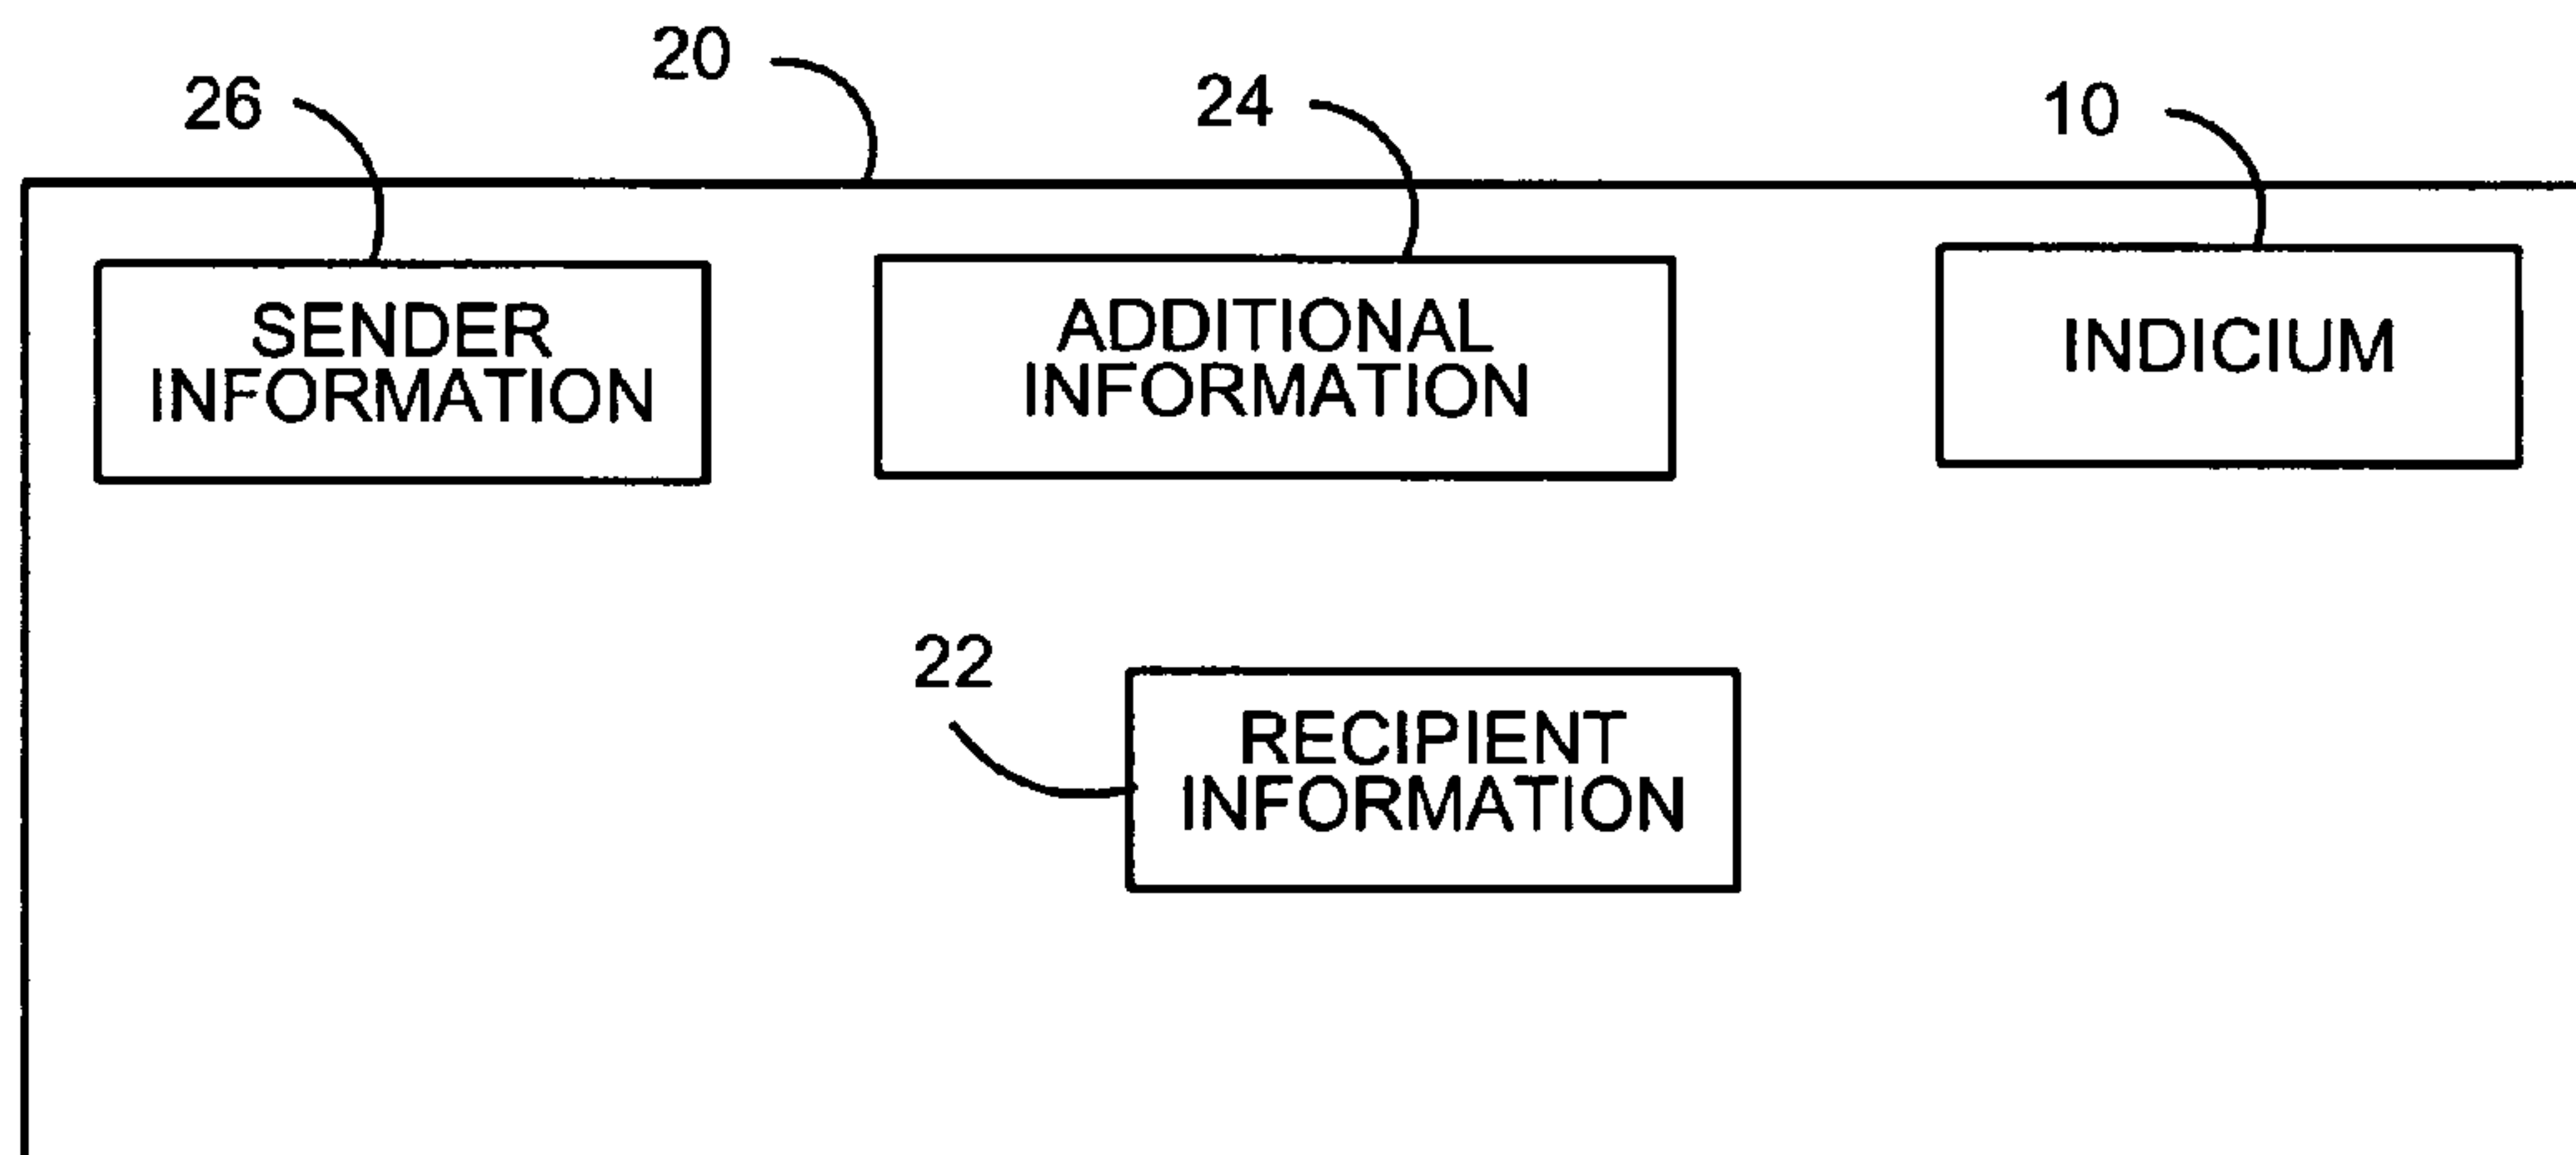 20
26
24
10
SENDER
INFORMATION
ADDITIONAL
INFORMATION
INDICIUM
22
RECIPIENT
INFORMATION